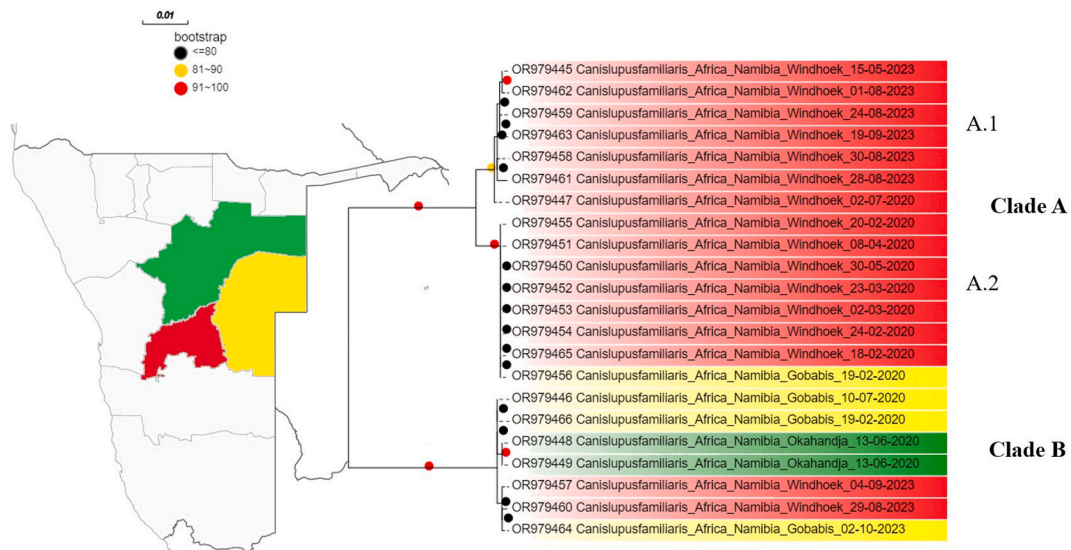 0.01
bootstrap
<=80
81~90
91~100
OR979445 Canislupusfamiliaris_Africa_Namibia_Windhoek_15-05-2023
OR979462 Canislupusfamiliaris_Africa_Namibia_Windhoek_01-08-2023
OR979459 Canislupusfamiliaris_Africa_Namibia_Windhoek_24-08-2023
A.1
OR979463 Canislupusfamiliaris_Africa_Namibia_Windhoek_19-09-2023
OR979458 Canislupusfamiliaris_Africa_Namibia_Windhoek_30-08-2023
OR979461 Canislupusfamiliaris_Africa_Namibia_Windhoek_28-08-2023
OR979447 Canislupusfamiliaris_Africa_Namibia_Windhoek_02-07-2020
Clade A
OR979455 Canislupusfamiliaris_Africa_Namibia_Windhoek_20-02-2020
OR979451 Canislupusfamiliaris_Africa_Namibia_Windhoek_08-04-2020
OR979450 Canislupusfamiliaris_Africa_Namibia_Windhoek_30-05-2020
A.2
OR979452 Canislupusfamiliaris_Africa_Namibia_Windhoek_23-03-2020
OR979453 Canislupusfamiliaris_Africa_Namibia_Windhoek_02-03-2020
OR979454 Canislupusfamiliaris_Africa_Namibia_Windhoek_24-02-2020
OR979465 Canislupusfamiliaris_Africa_Namibia_Windhoek_18-02-2020
OR979456 Canislupusfamiliaris_Africa_Namibia_Gobabis_19-02-2020
OR979446 Canislupusfamiliaris_Africa_Namibia_Gobabis_10-07-2020
OR979466 Canislupusfamiliaris_Africa_Namibia_Gobabis_19-02-2020
OR979448 Canislupusfamiliaris_Africa_Namibia_Okahandja_13-06-2020
Clade B
OR979449 Canislupusfamiliaris_Africa_Namibia_Okahandja_13-06-2020
OR979457 Canislupusfamiliaris_Africa_Namibia_Windhoek_04-09-2023
OR979460 Canislupusfamiliaris_Africa_Namibia_Windhoek_29-08-2023
OR979464 Canislupusfamiliaris_Africa_Namibia_Gobabis_02-10-2023